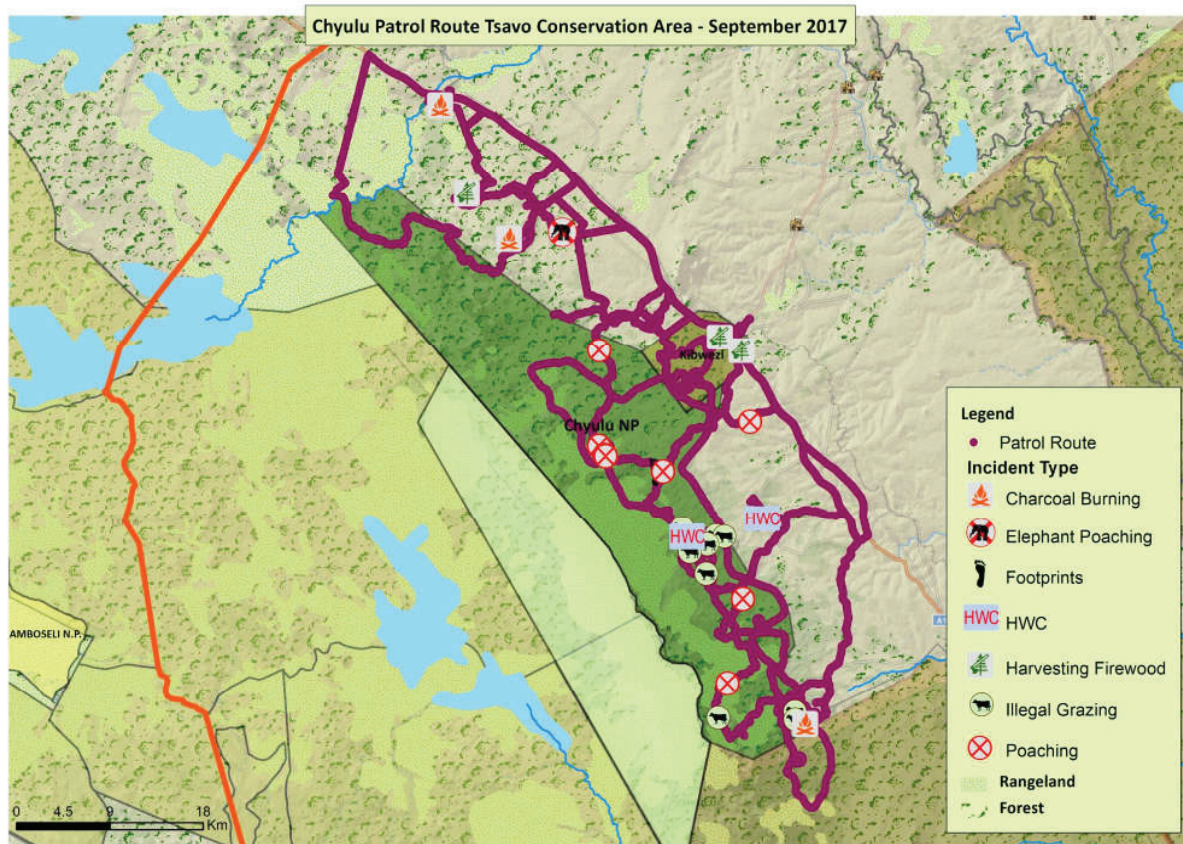 Chyulu Patrol Route Tsavo Conservation Area - September 2017
Kibwezi
Chyulu NP
HWC
HWC
AMBOSELI N.P.
0 4.5 9 18
Km
Legend
Patrol Route
Incident Type
Charcoal Burning
Elephant Poaching
Footprints
HWC HWC
Harvesting Firewood
Illegal Grazing
Poaching
Rangeland
Forest